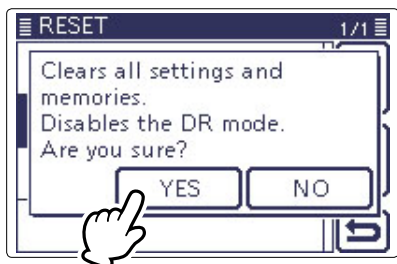 RESET 1/1
Clears all settings and
memories.
Disables the DR mode.
Are you sure?
YES NO